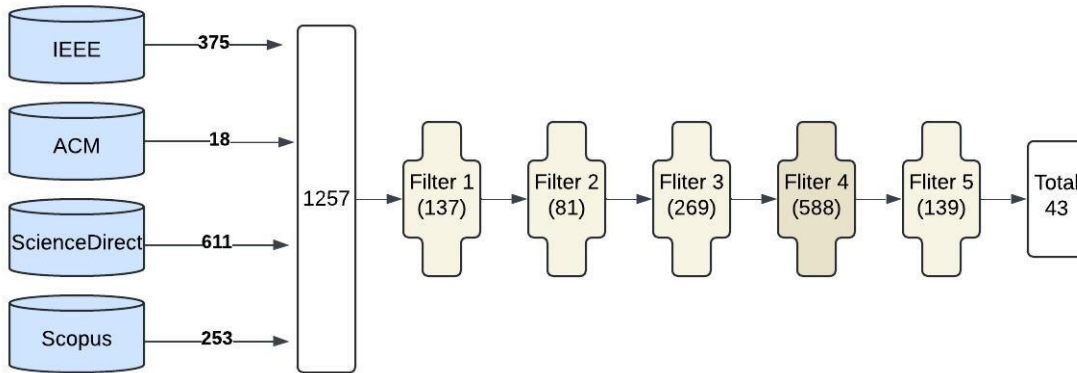 IEEE
375
ACM
18
ScienceDirect
611
Scopus
253
1257
Filter 1
(137)
Filter 2
(81)
Fliter 3
(269)
Fliter 4
(588)
Fliter 5
(139)
Total
43